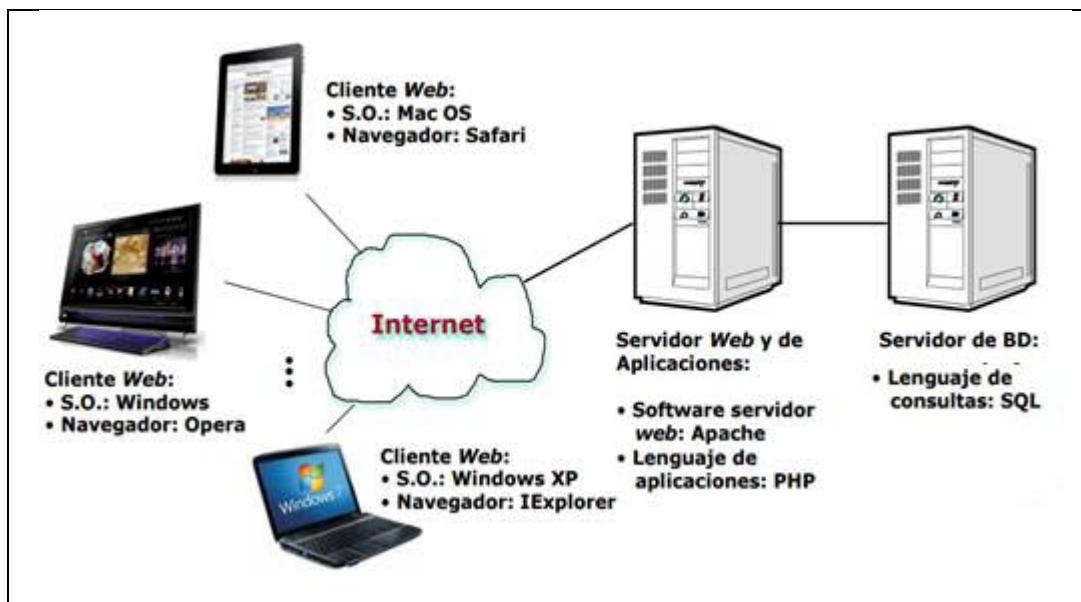 Cliente Web:
• S.O.: Mac OS
• Navegador: Safari
Cliente Web:
• S.O.: Windows
• Navegador: Opera
Internet
Cliente Web:
• S.O.: Windows XP
• Navegador: IExplorer
Windows 7
Servidor Web y de
Aplicaciones:
• Software servidor
web: Apache
• Lenguaje de
aplicaciones: PHP
Servidor de BD:
• Lenguaje de
consultas: SQL